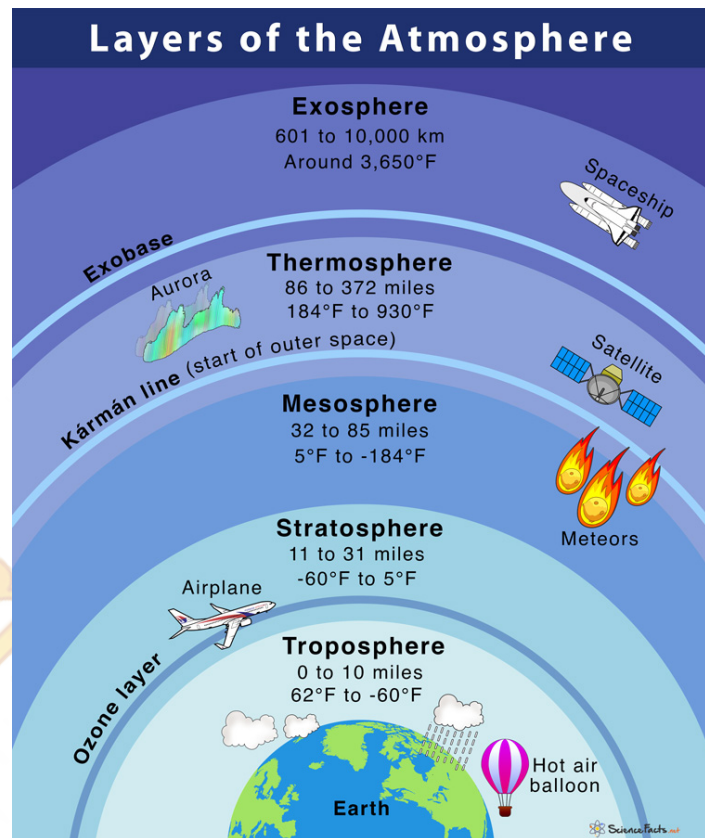 Layers of the Atmosphere
Exosphere
601 to 10,000 km
Around 3,650°F
Spaceship
Exobase
Thermosphere
86 to 372 miles
184°F to 930°F
Aurora
Satellite
Kármán line (start of outer space)
Mesosphere
32 to 85 miles
5°F to -184°F
Meteors
Stratosphere
11 to 31 miles
-60°F to 5°F
Airplane
Ozone layer
Troposphere
0 to 10 miles
62°F to -60°F
Hot air
balloon
Earth
ScienceFacts.net